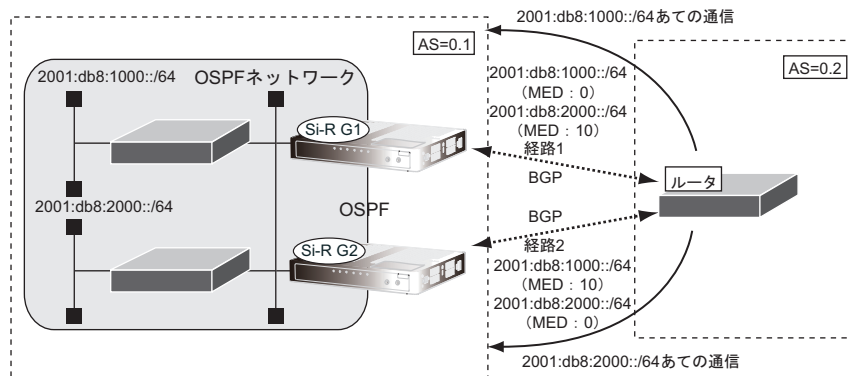 2001:db8:1000::/64あての通信
AS=0.1
AS=0.2
2001:db8:1000::/64
OSPFネットワーク
2001:db8:1000::/64
（MED：0）
2001:db8:2000::/64
（MED：10）
経路1
Si-R G1
BGP
ルータ
2001:db8:2000::/64
OSPF
BGP
Si-R G2
経路2
2001:db8:1000::/64
（MED：10）
2001:db8:2000::/64
（MED：0）
2001:db8:2000::/64あての通信